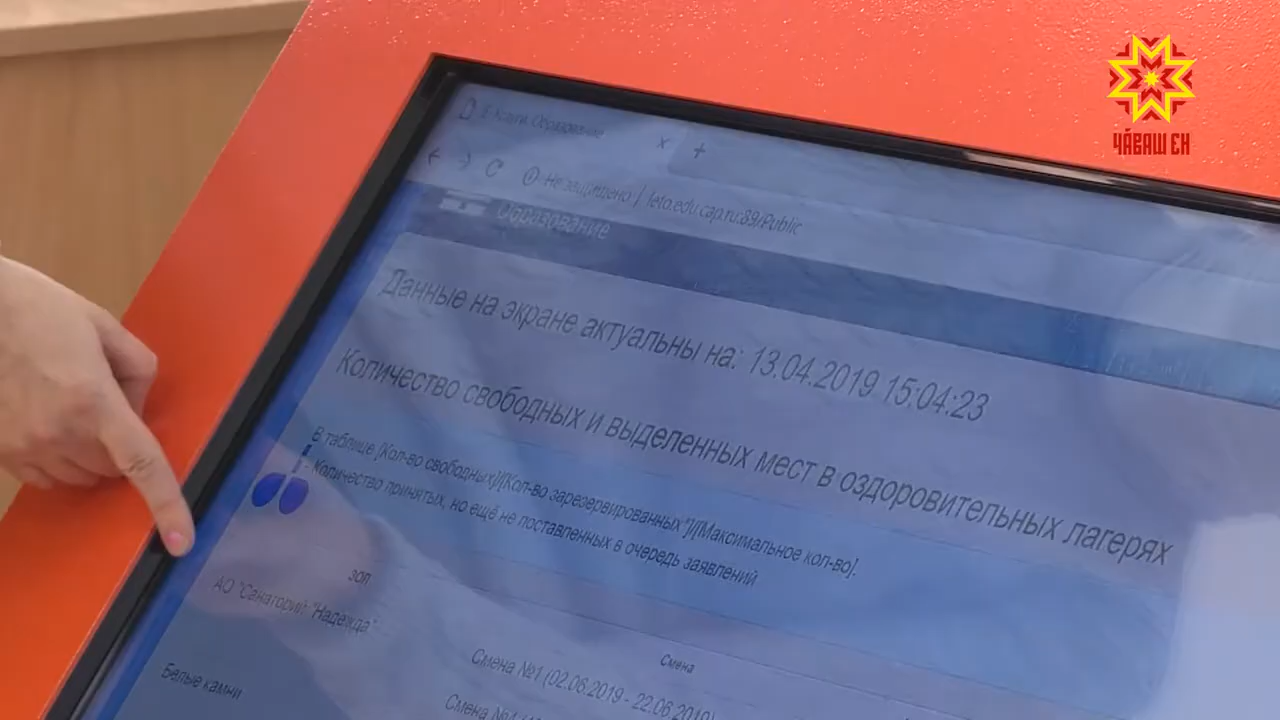 ЧӐВАШ ЕН
Е-Услуги. Образование
Не защищено | leto.edu.cap.ru:89/Public
Образование
Данные на экране актуальны на: 13.04.2019 15:04:23
Количество свободных и выделенных мест в оздоровительных лагерях
В таблице [Кол-во свободных]/[Кол-во зарезервированных*]/[Максимальное кол-во].
- Количество принятых, но ещё не поставленных в очередь заявлений
ЗОЛ
Смена
АО "Санаторий "Надежда"
Смена №1 (02.06.2019 - 22.06.2019)
Белые камни